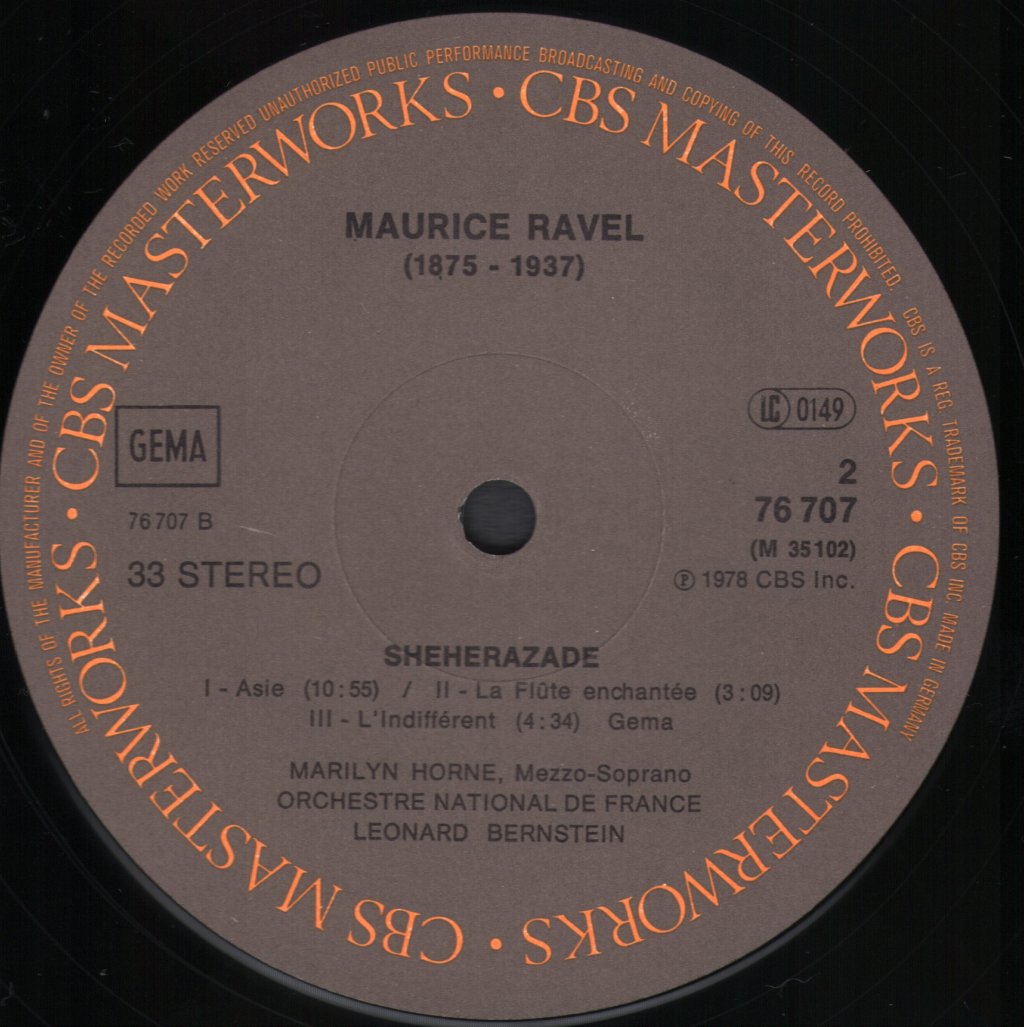 ALL RIGHTS OF THE MANUFACTURER AND OF THE OWNER OF THE RECORDED WORK RESERVED UNAUTHORIZED PUBLIC PERFORMANCE BROADCASTING AND COPYING OF THIS RECORD PROHIBITED. CBS IS A REG. TRADEMARK OF CBS INC. MADE IN GERMANY
CBS MASTERWORKS • CBS MASTERWORKS • CBS MASTERWORKS • CBS MASTERWORKS •
MAURICE RAVEL
(1875 - 1937)
LC 0149
GEMA
2
76 707
76 707 B
(M 35102)
33 STEREO
℗ 1978 CBS Inc.
SHEHERAZADE
I - Asie (10:55) / II - La Flûte enchantée (3:09)
III - L'Indifférent (4:34) Gema
MARILYN HORNE, Mezzo-Soprano
ORCHESTRE NATIONAL DE FRANCE
LEONARD BERNSTEIN